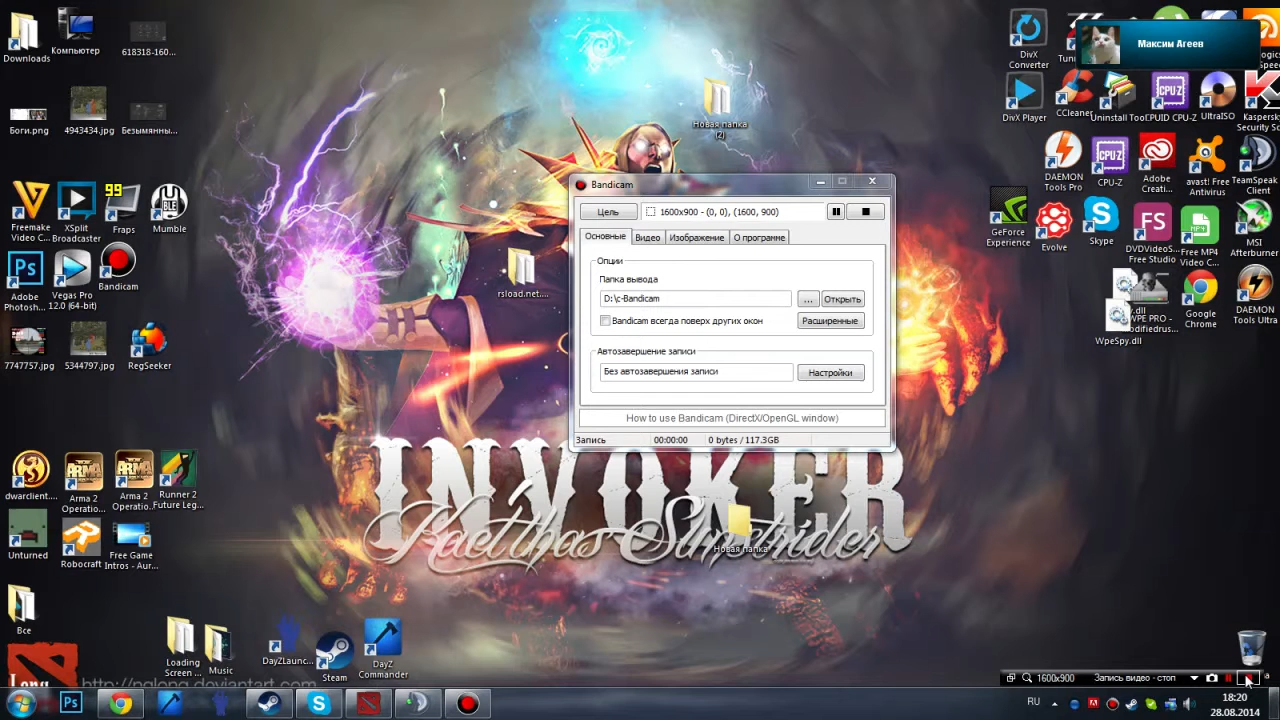 Downloads
Компьютер
618318-160...
Боги.png
4943434.jpg
Безымянны...
Freemake
Video C...
XSplit
Broadcaster
99
Fraps
Mumble
Adobe
Photosh...
Vegas Pro
12.0 (64-bit)
Bandicam
7747757.jpg
5344797.jpg
RegSeeker
dwarclient....
Arma 2
Operatio...
Arma 2
Operatio...
Runner 2
Future Leg...
Unturned
Robocraft
Free Game
Intros - Aur...
Все
Loading
Screen ...
Music
DayZLaunc...
Steam
DayZ
Commander
Новая папка
(2)
rsload.net....
Новая папка
Bandicam
Цель
1600x900 - (0, 0), (1600, 900)
Основные
Видео
Изображение
О программе
Опции
Папка вывода
D:\c-Bandicam
...
Открыть
Bandicam всегда поверх других окон
Расширенные
Автозавершение записи
Без автозавершения записи
Настройки
How to use Bandicam (DirectX/OpenGL window)
Запись
00:00:00
0 bytes / 117.3GB
INVOKER
Kaelthas Sunstrider
DivX
Converter
Максим Агеев
DivX Player
CCleaner
Uninstall Tool
CPUID CPU-Z
UltraISO
Kaspersky
Security Sc
DAEMON
Tools Pro
CPU-Z
Adobe
Creati...
avast! Free
Antivirus
TeamSpeak
Client
GeForce
Experience
Evolve
Skype
DVDVideoS...
Free Studio
Free MP4
Video C...
MSI
Afterburner
WpeSpy.dll
Google
Chrome
DAEMON
Tools Ultra
1600x900
Запись видео - стоп
RU
18:20
28.08.2014